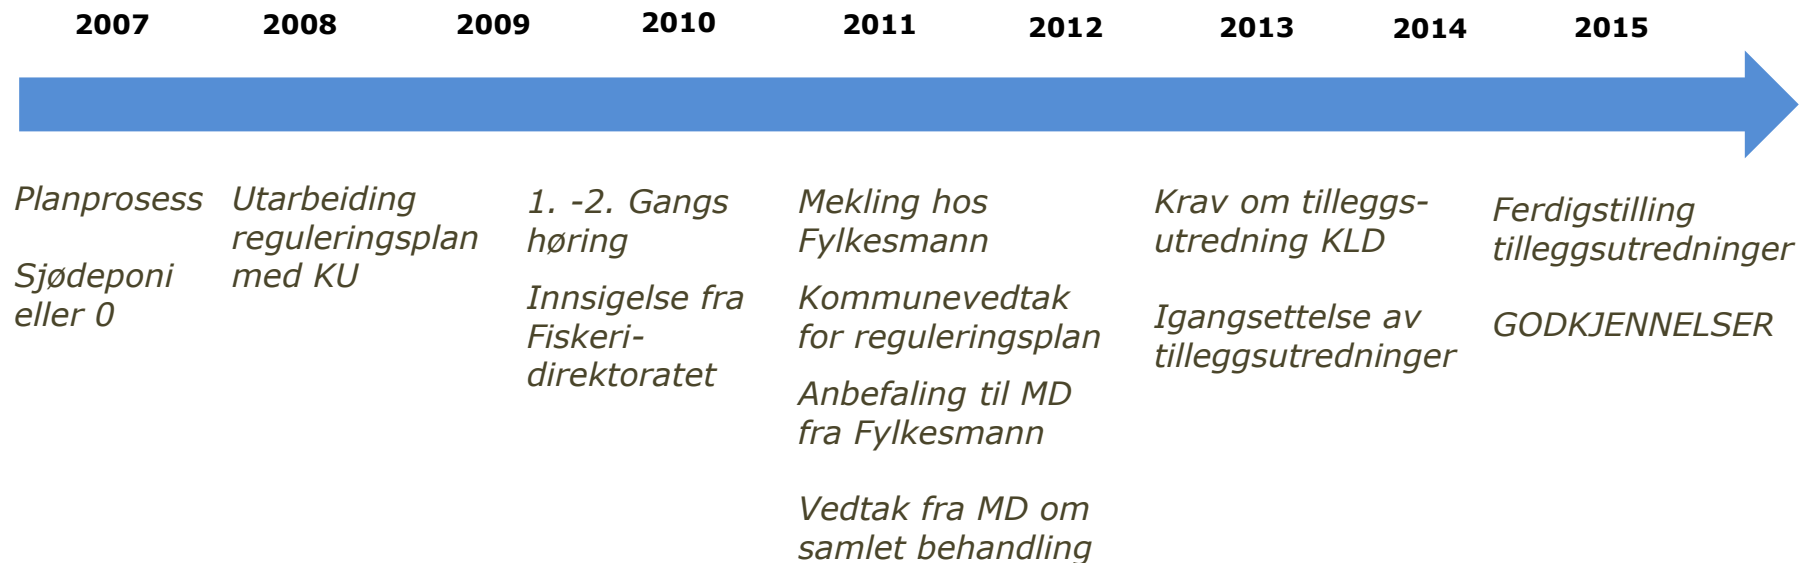 2007 2008 2009 2010 2011 2012 2013 2014 2015
Planprosess
Sjødeponi
eller 0
Utarbeiding
reguleringsplan
med KU
1. -2. Gangs
høring
Innsigelse fra
Fiskeri-
direktoratet
Mekling hos
Fylkesmann
Kommunevedtak
for reguleringsplan
Anbefaling til MD
fra Fylkesmann
Vedtak fra MD om
samlet behandling
Krav om tilleggs-
utredning KLD
Igangsettelse av
tilleggsutredninger
Ferdigstilling
tilleggsutredninger
GODKJENNELSER